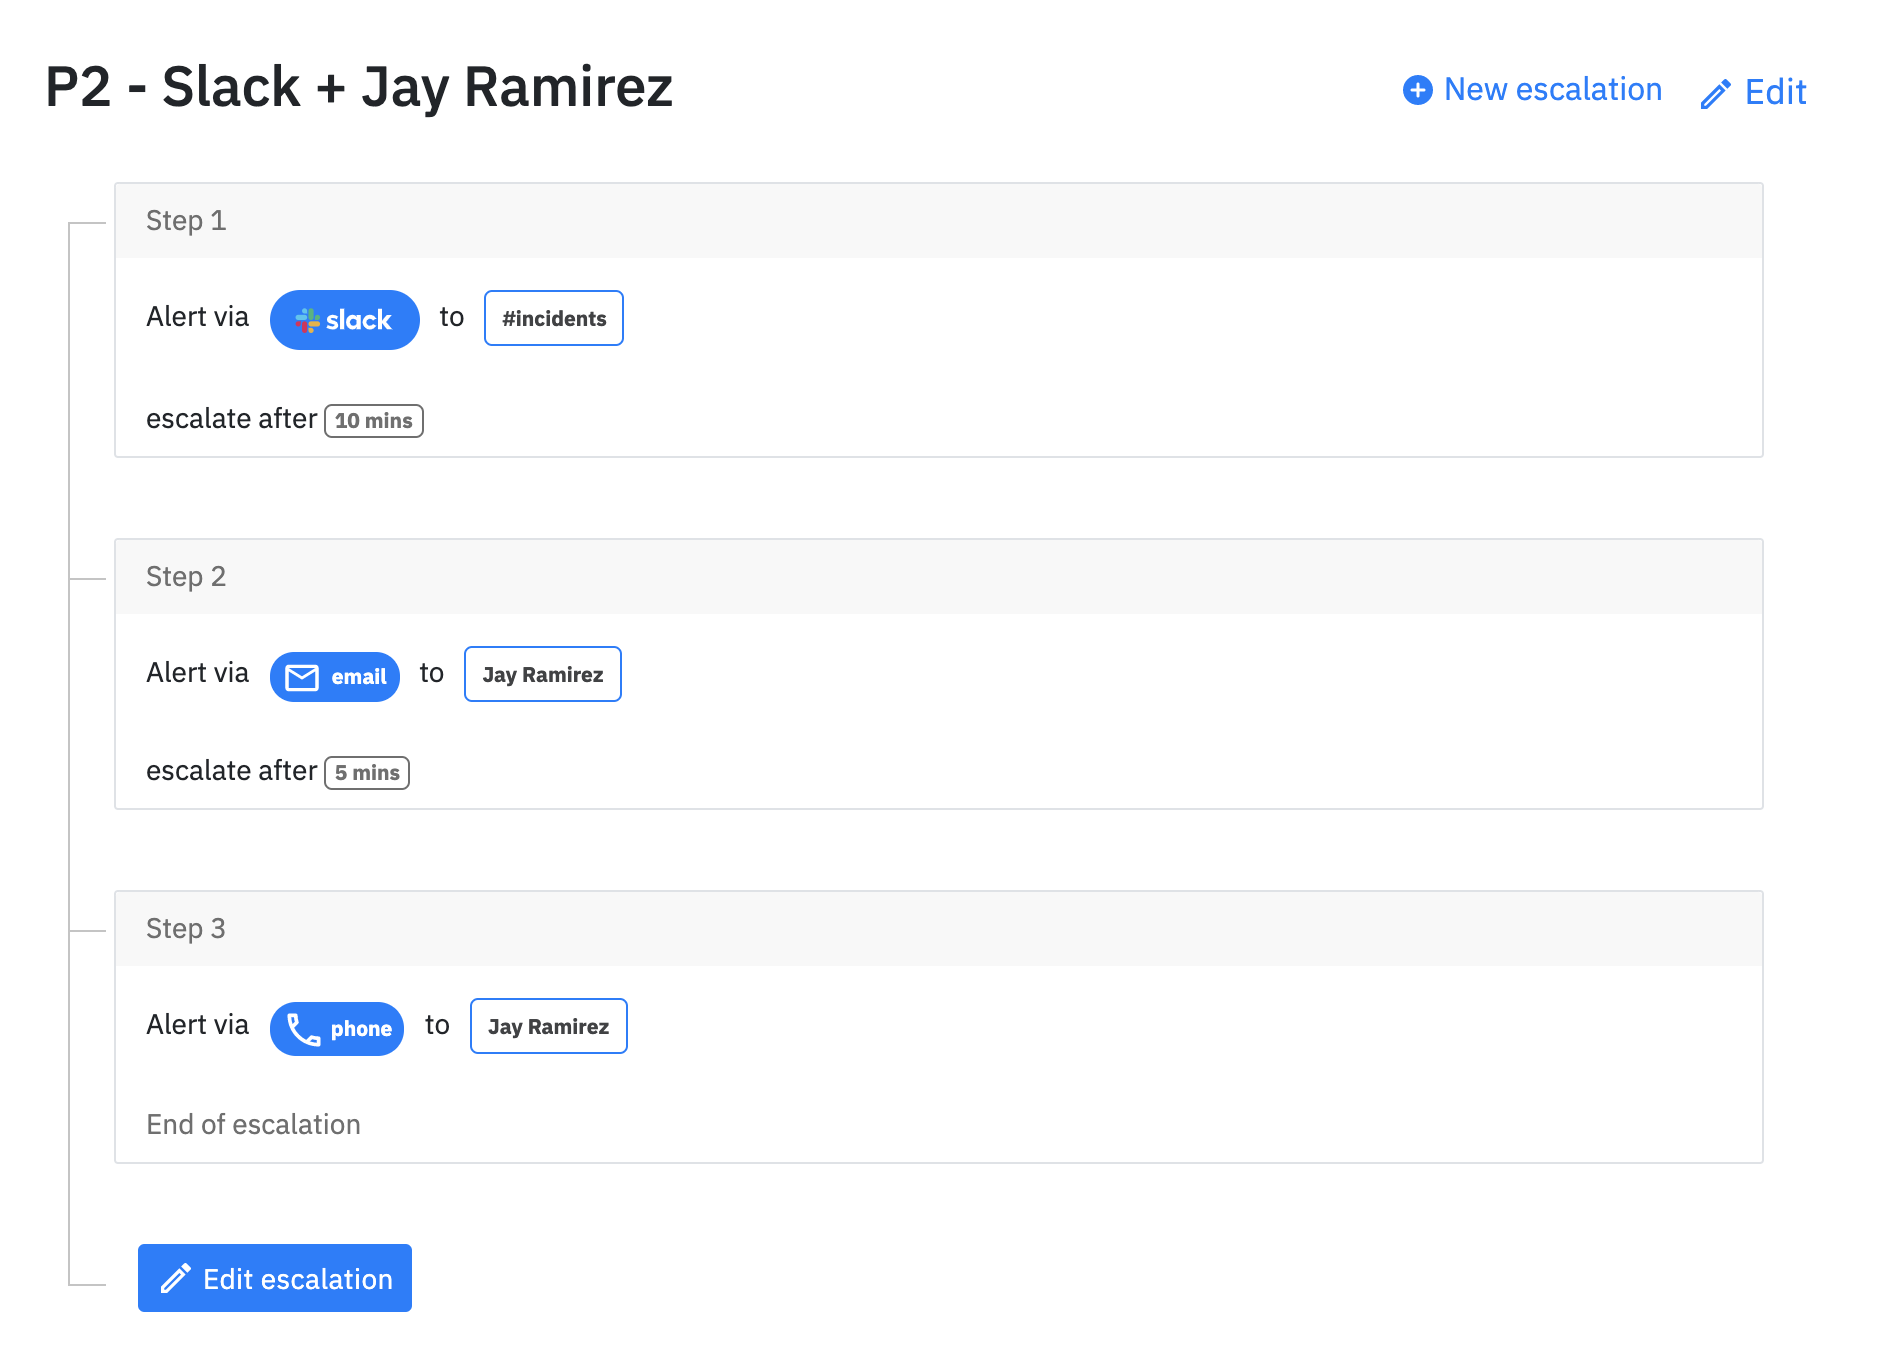 P2 - Slack + Jay Ramirez
New escalation Edit
Step 1
Alert via slack to #incidents
escalate after 10 mins
Step 2
Alert via email to Jay Ramirez
escalate after 5 mins
Step 3
Alert via phone to Jay Ramirez
End of escalation
Edit escalation